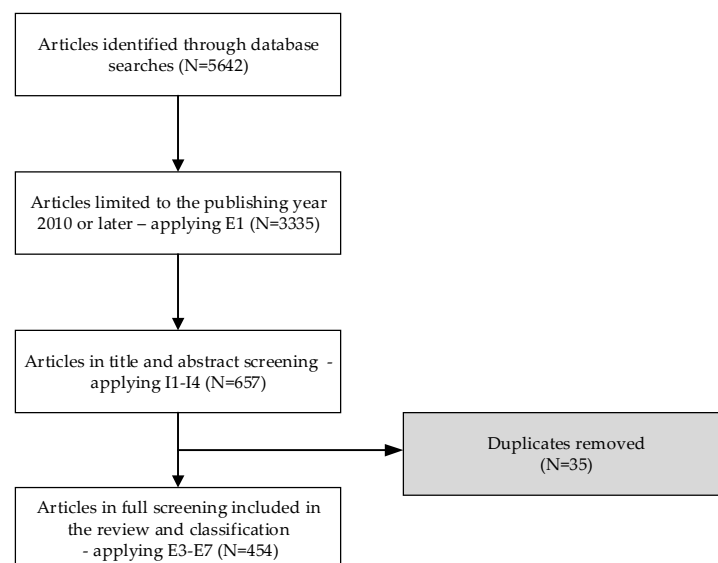 Articles identified through database
searches (N=5642)
Articles limited to the publishing year
2010 or later – applying E1 (N=3335)
Articles in title and abstract screening -
applying I1-I4 (N=657)
Duplicates removed
(N=35)
Articles in full screening included in
the review and classification
- applying E3-E7 (N=454)